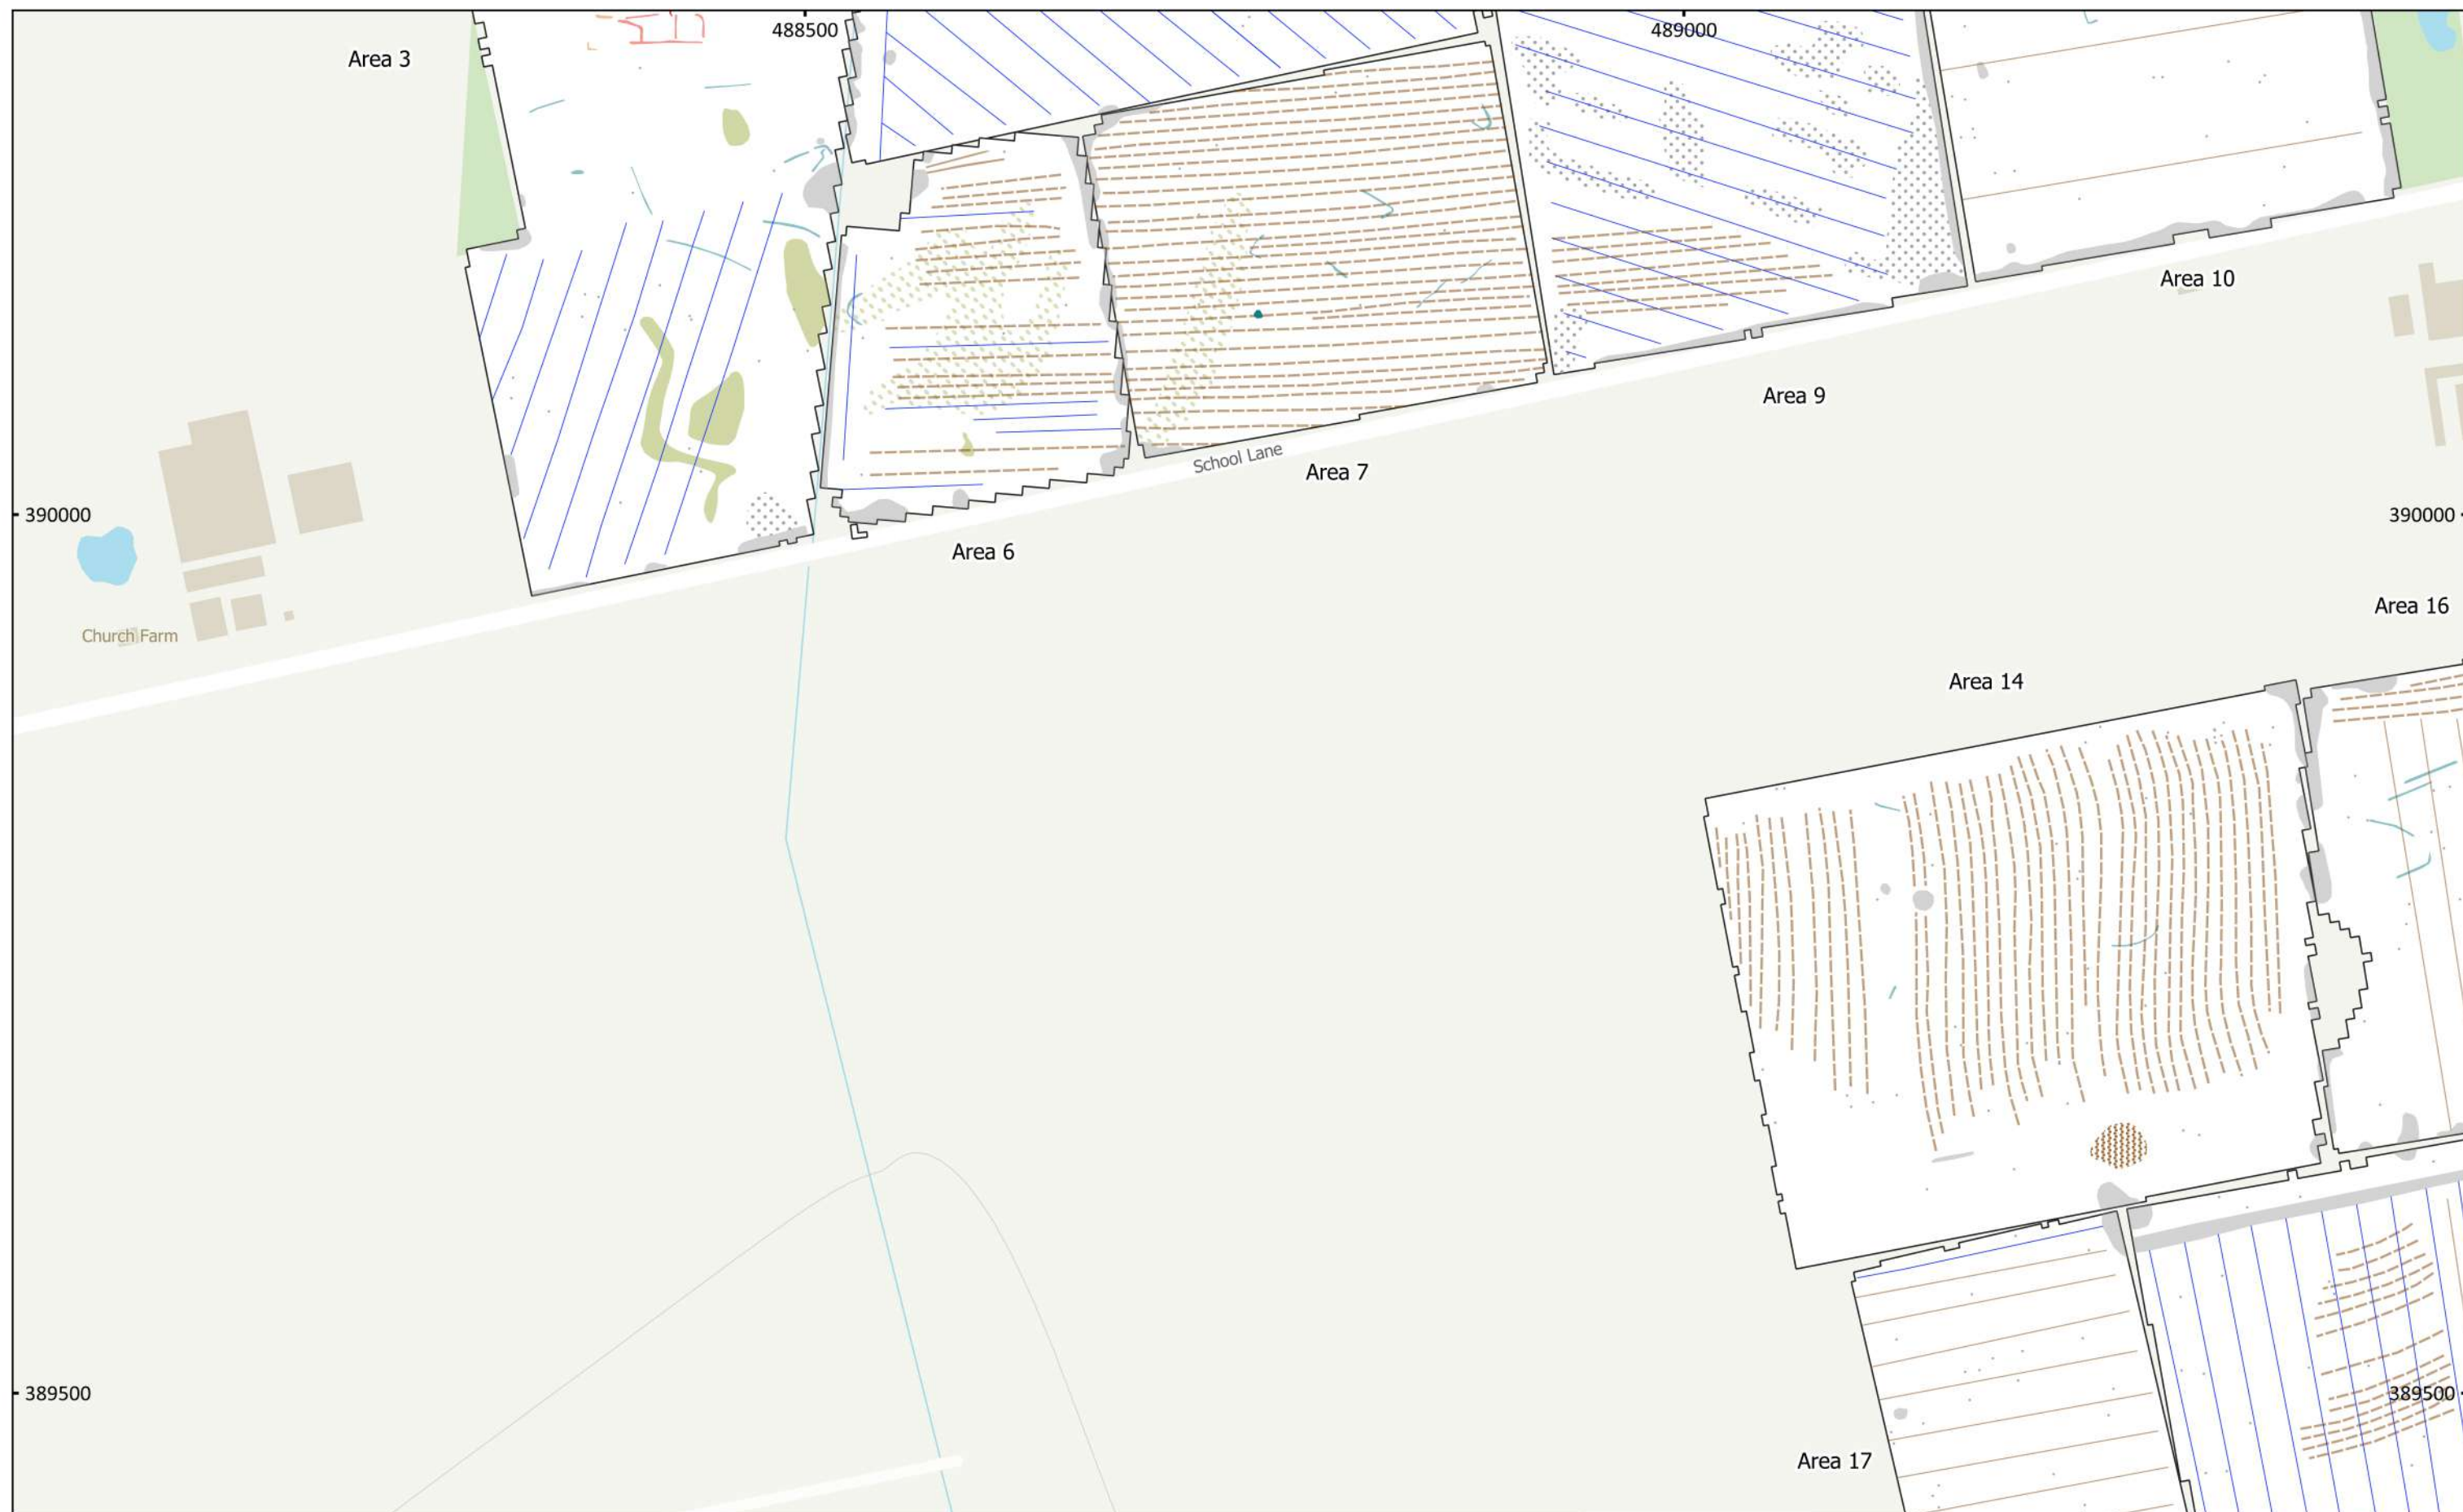 488500
489000
Area 3
Area 10
Area 9
School Lane
Area 7
390000
390000
Area 6
Area 16
Church Farm
Area 14
389500
389500
Area 17